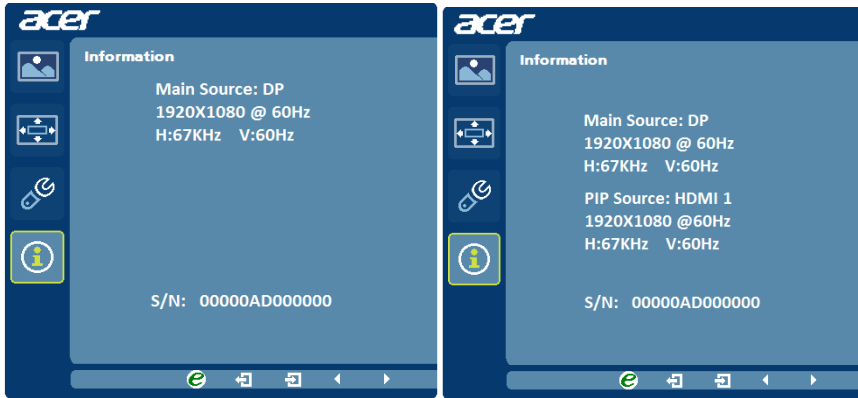 acer
Information
Main Source: DP
1920X1080 @ 60Hz
H:67KHz V:60Hz
S/N: 00000AD000000
acer
Information
Main Source: DP
1920X1080 @ 60Hz
H:67KHz V:60Hz
PIP Source: HDMI 1
1920X1080 @60Hz
H:67KHz V:60Hz
S/N: 00000AD000000